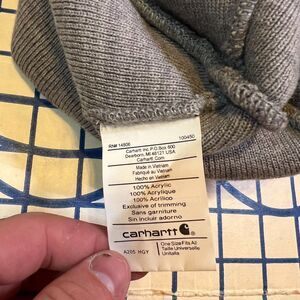 RN# 14806 100450
Carhartt Inc P.O.Box 600
Dearborn, MI 48121 USA
Carhartt.Com
Made in Vietnam
Fabriqué au Vietnam
Hecho en Vietnam
100% Acrylic
100% Acrylique
100% Acrilico
Exclusive of trimming
Sans garniture
Sin Incluir adorno
carhartt
A205 HGY
One Size Fits All
Taille Universelle
Unitalla